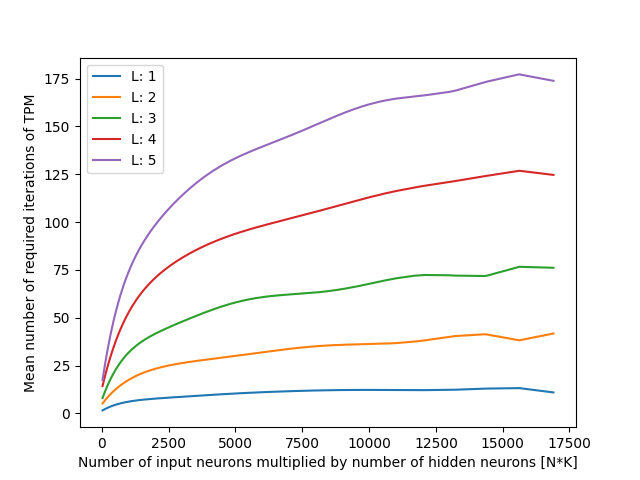 L: 1
L: 2
L: 3
L: 4
L: 5
Mean number of required iterations of TPM
175
150
125
100
75
50
25
0
0 2500 5000 7500 10000 12500 15000 17500
Number of input neurons multiplied by number of hidden neurons [N*K]